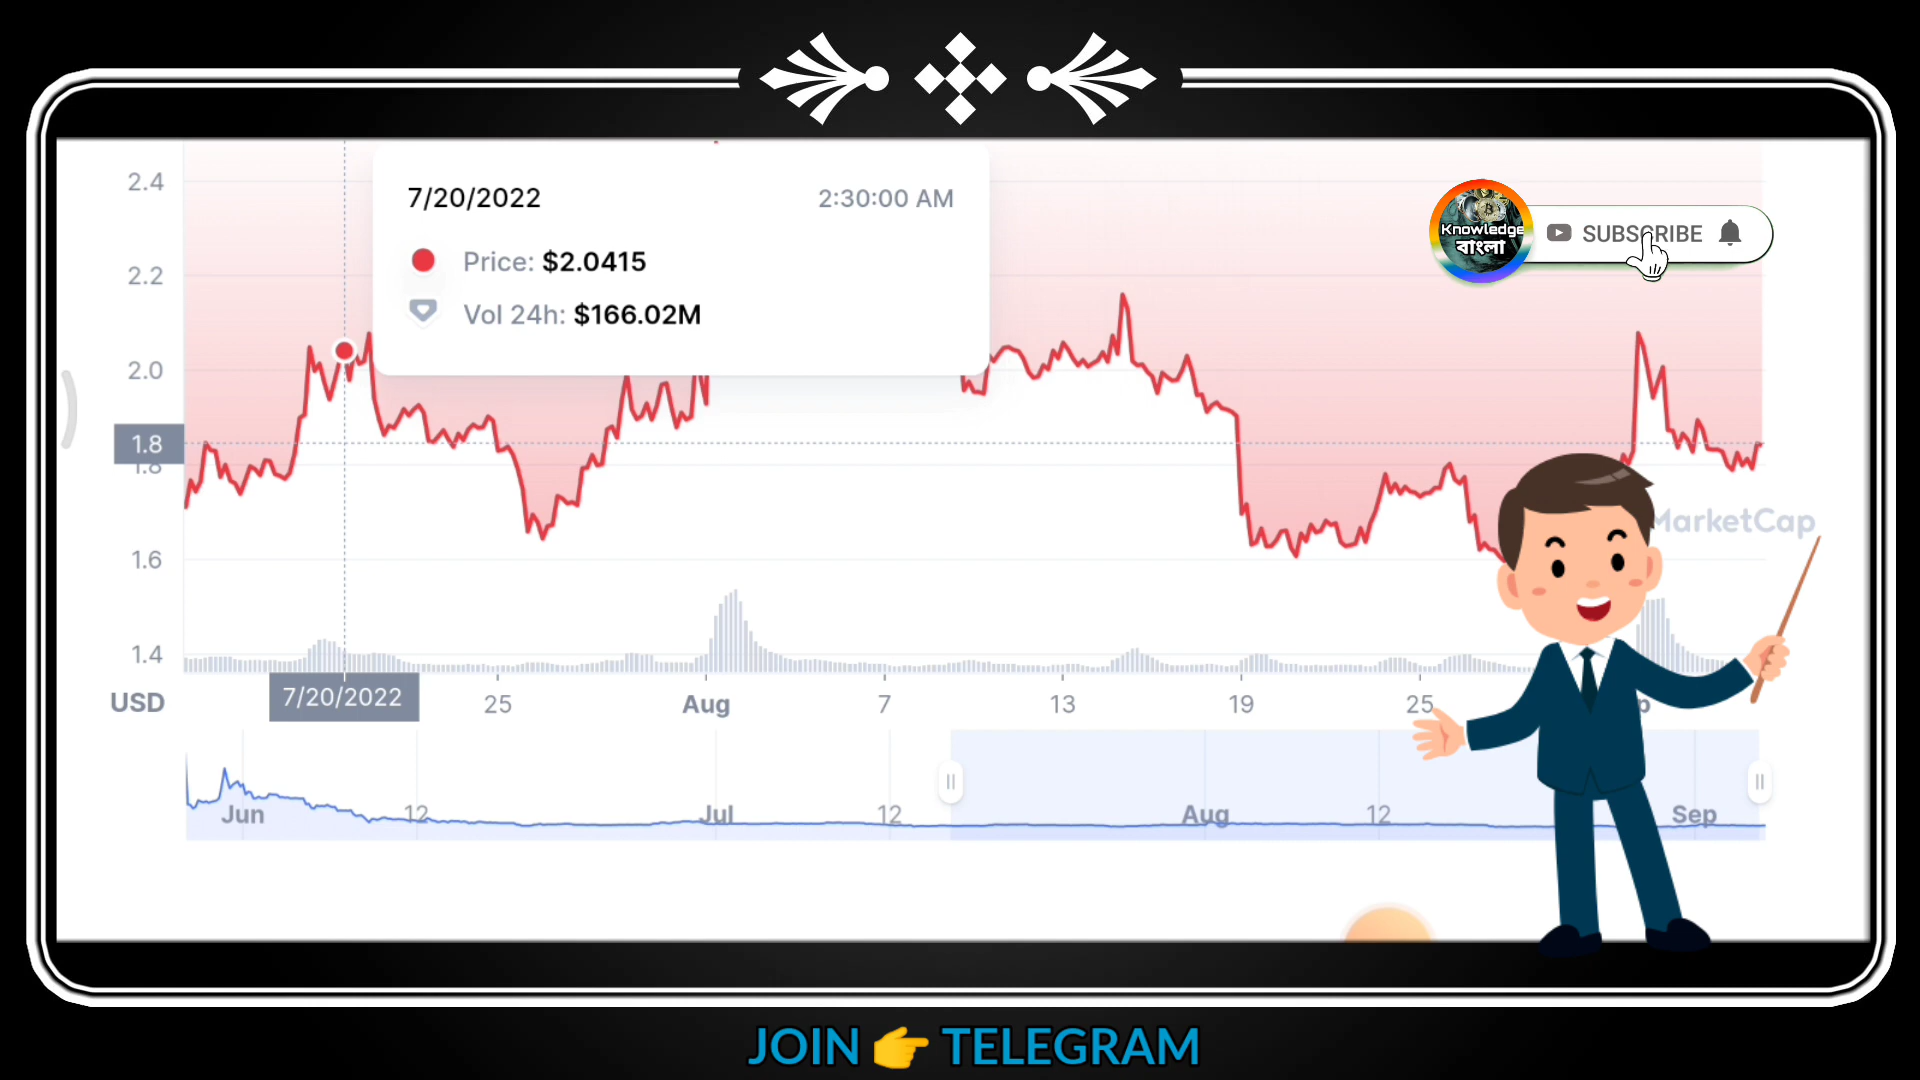 2.4
7/20/2022 2:30:00 AM
Price: $2.0415
Vol 24h: $166.02M
Knowledge
বাংলা
SUBSCRIBE
2.2
2.0
1.8
1.8
MarketCap
1.6
1.4
USD 7/20/2022 25 Aug 7 13 19 25
Jun 12 Jul 12 Aug 12 Sep
JOIN 👉 TELEGRAM